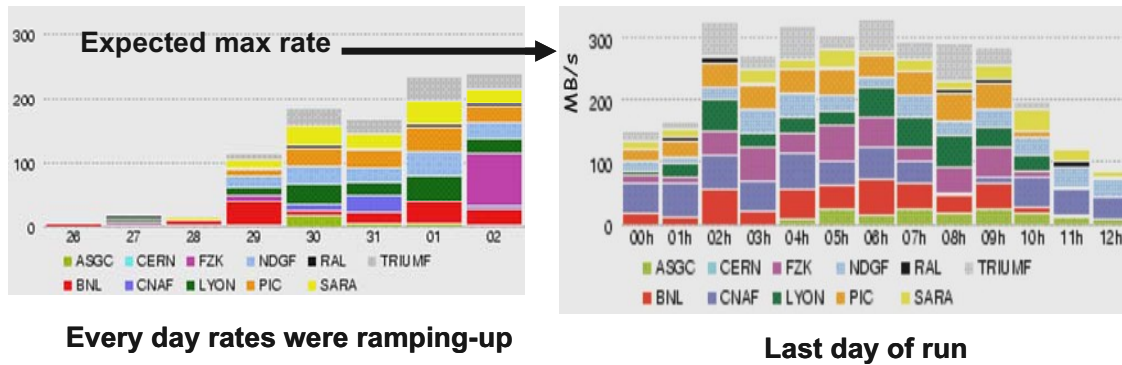 300
200
100
0
Expected max rate
26 27 28 29 30 31 01 02
ASGC CERN FZK NDGF RAL TRIUMF
BNL CNAF LYON PIC SARA
Every day rates were ramping-up
MB/s
300
200
100
0
00h 01h 02h 03h 04h 05h 06h 07h 08h 09h 10h 11h 12h
ASGC CERN FZK NDGF RAL TRIUMF
BNL CNAF LYON PIC SARA
Last day of run